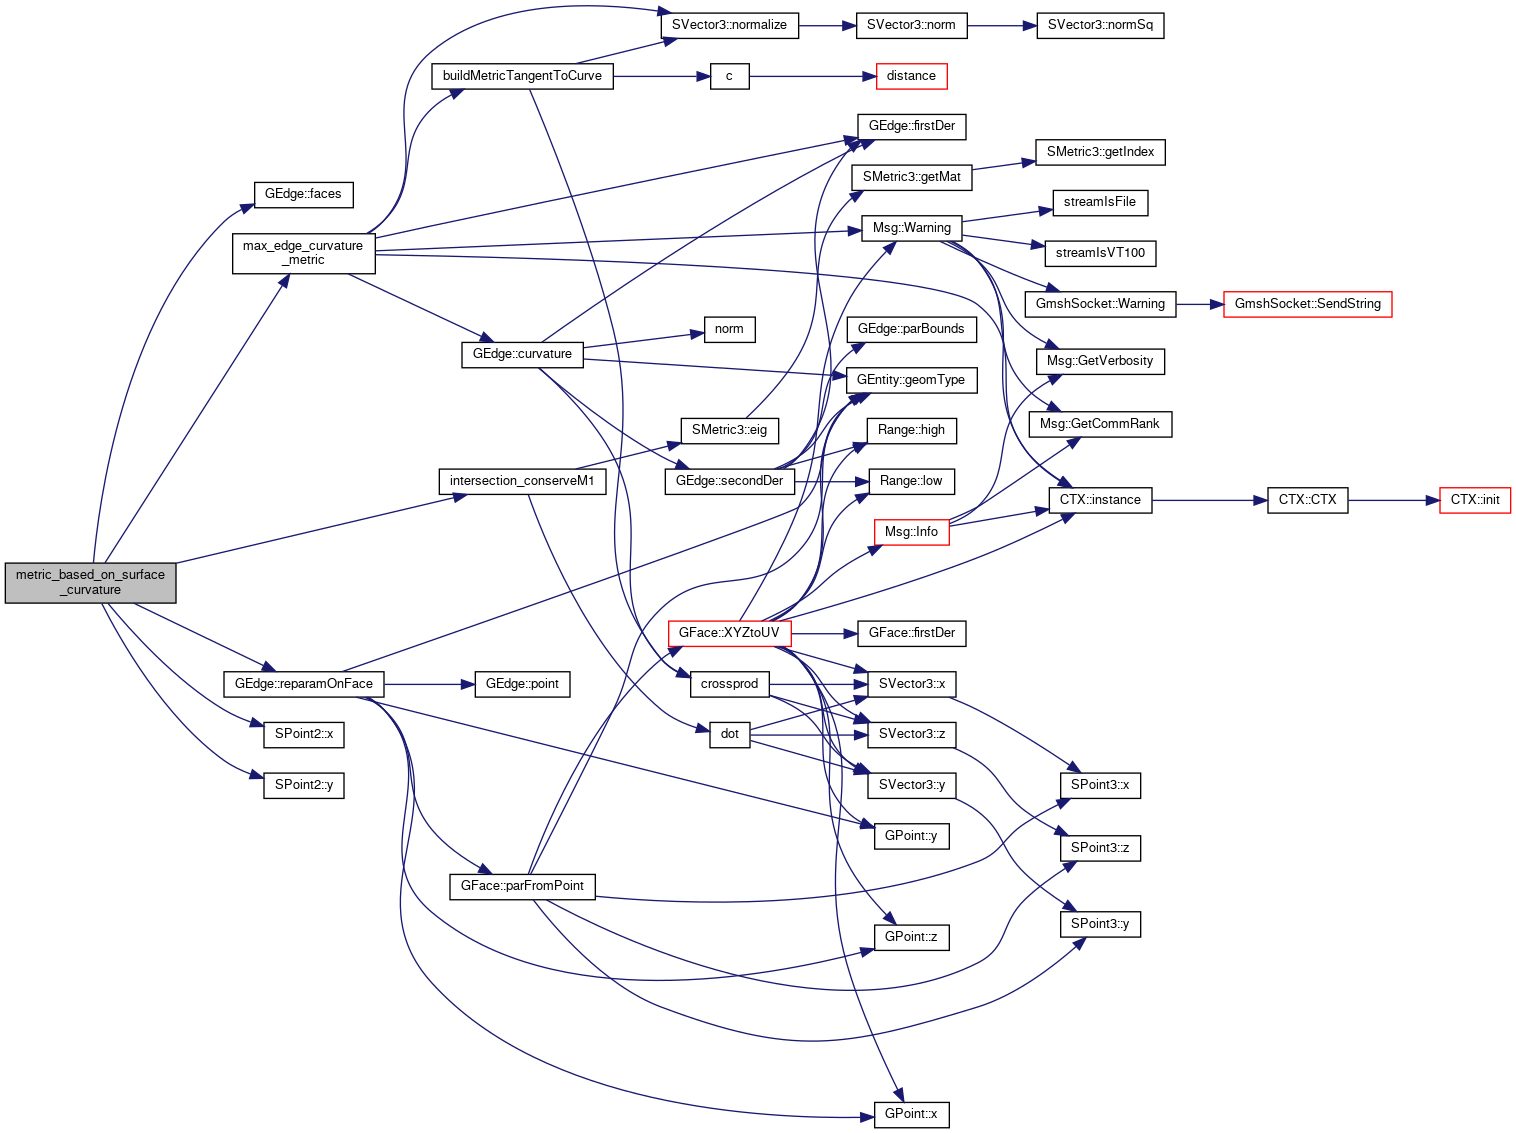 SVector3::normalize
SVector3::norm
SVector3::normSq
buildMetricTangentToCurve
c
distance
GEdge::firstDer
SMetric3::getIndex
SMetric3::getMat
GEdge::faces
streamIsFile
Msg::Warning
max_edge_curvature
_metric
streamIsVT100
GmshSocket::Warning
GmshSocket::SendString
norm
GEdge::parBounds
GEdge::curvature
Msg::GetVerbosity
GEntity::geomType
Msg::GetCommRank
SMetric3::eig
Range::high
intersection_conserveM1
GEdge::secondDer
Range::low
CTX::instance
CTX::CTX
CTX::init
Msg::Info
metric_based_on_surface
_curvature
GFace::XYZtoUV
GFace::firstDer
GEdge::reparamOnFace
GEdge::point
crossprod
SVector3::x
SPoint2::x
dot
SVector3::z
SPoint2::y
SVector3::y
SPoint3::x
GPoint::y
SPoint3::z
GFace::parFromPoint
SPoint3::y
GPoint::z
GPoint::x